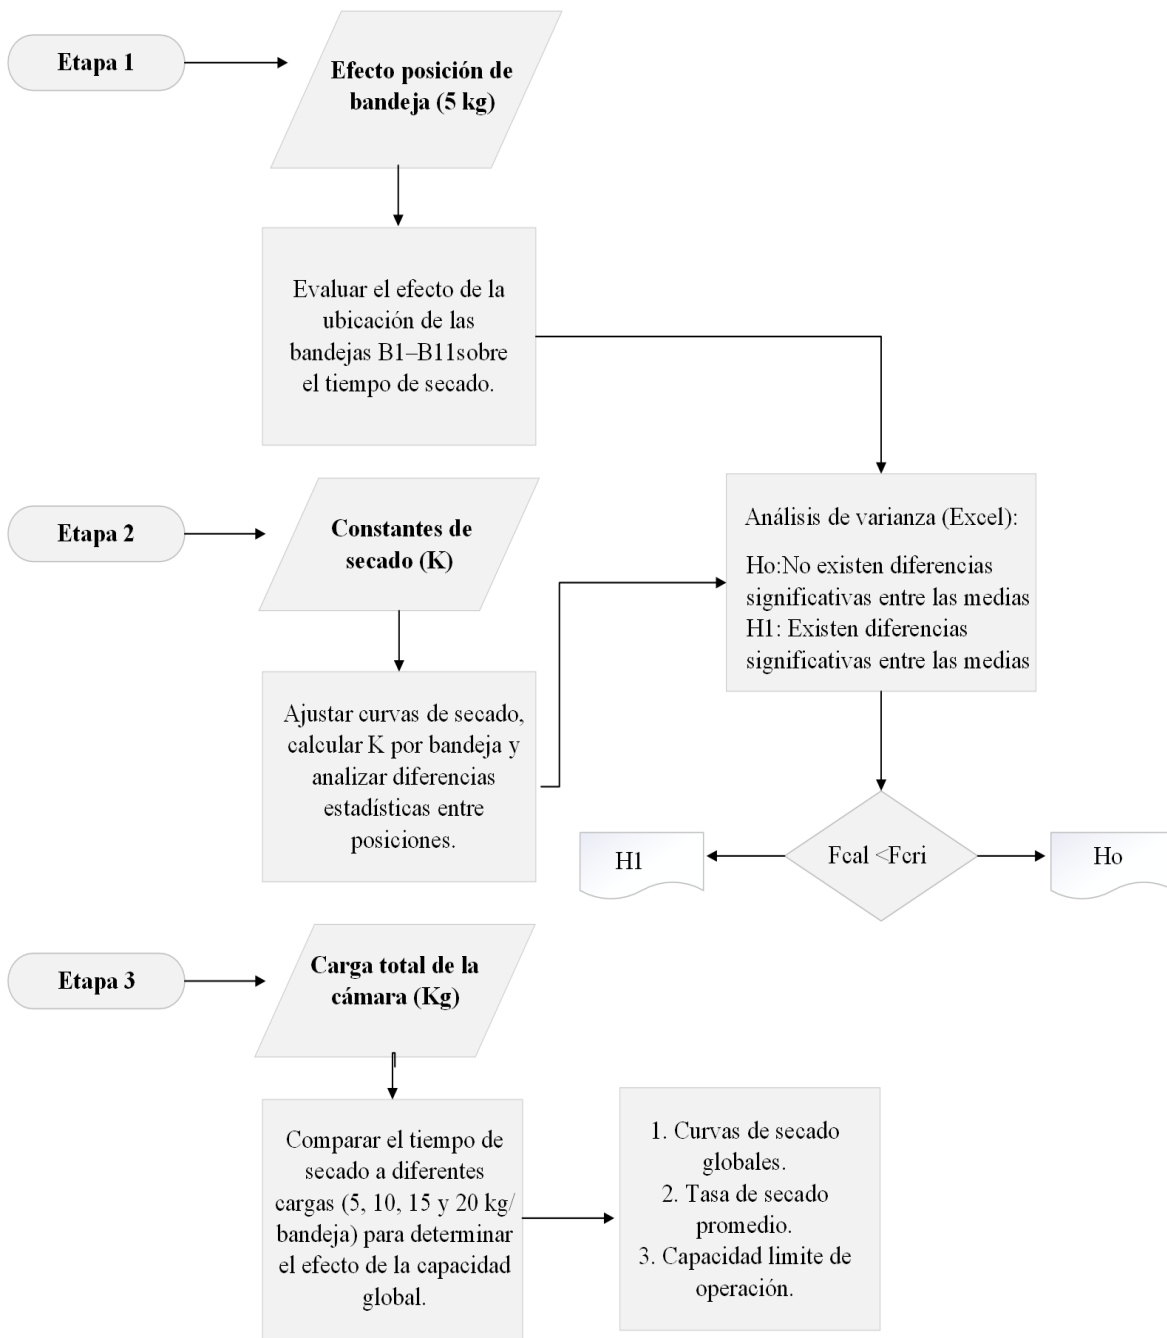 Etapa 1
Efecto posición de
bandeja (5 kg)
Evaluar el efecto de la
ubicación de las
bandejas B1–B11sobre
el tiempo de secado.
Etapa 2
Constantes de
secado (K)
Ajustar curvas de secado,
calcular K por bandeja y
analizar diferencias
estadísticas entre
posiciones.
Análisis de varianza (Excel):
Ho:No existen diferencias
significativas entre las medias
H1: Existen diferencias
significativas entre las medias
H1
Fcal <Fcri
Ho
Etapa 3
Carga total de la
cámara (Kg)
Comparar el tiempo de
secado a diferentes
cargas (5, 10, 15 y 20 kg/
bandeja) para determinar
el efecto de la capacidad
global.
1. Curvas de secado
globales.
2. Tasa de secado
promedio.
3. Capacidad limite de
operación.